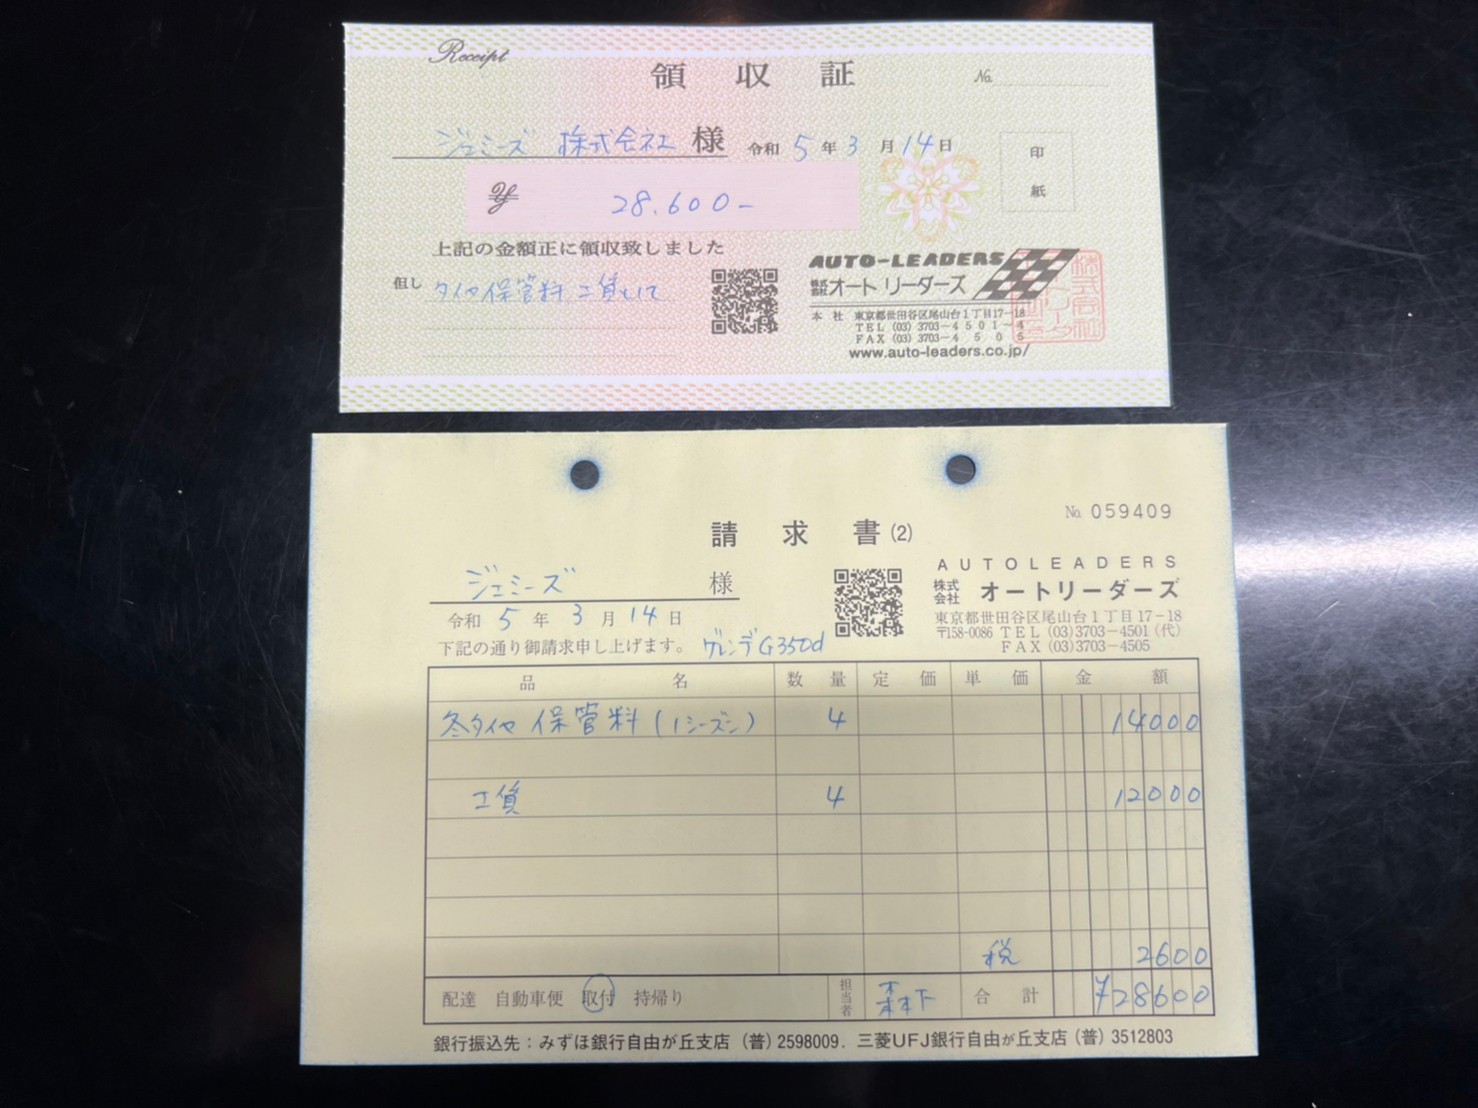 Receipt
領収証
No.
ジェミーズ 株式会社 様
令和 5 年 3 月 14 日
印紙
¥ 28.600-
上記の金額正に領収致しました
但し タイヤ保管料 工賃として
AUTO-LEADERS
株式会社 オートリーダーズ
本社 東京都世田谷区尾山台1丁目17-18
TEL (03) 3703-4501~4
FAX (03) 3703-4505
www.auto-leaders.co.jp/
No. 059409
請求書(2)
AUTOLEADERS
株式会社 オートリーダーズ
東京都世田谷区尾山台1丁目17-18
〒158-0086 TEL (03)3703-4501(代)
FAX (03)3703-4505
ジェミーズ 様
令和 5 年 3 月 14 日
下記の通り御請求申し上げます。 ゲレンデG350d
品名 数量 定価 単価 金額
冬タイヤ 保管料(1シーズン) 4 14000
工賃 4 12000
税 2600
配達 自動車便 取付 持帰り 担当者 森下 合計 ¥28600
銀行振込先:みずほ銀行自由が丘支店(普)2598009.三菱UFJ銀行自由が丘支店(普)3512803